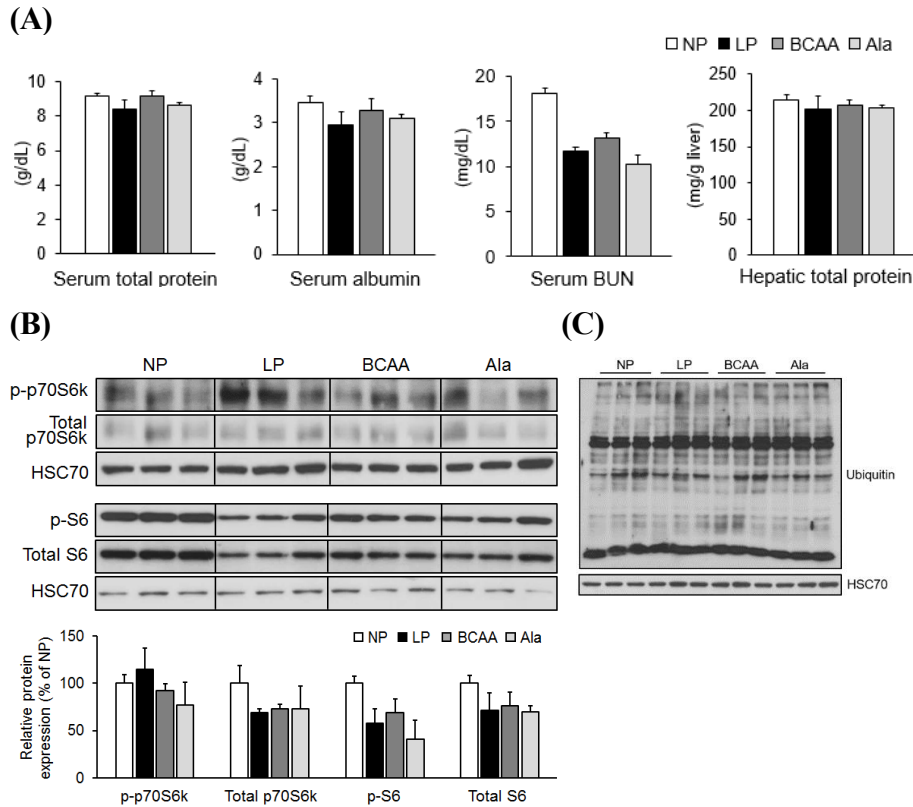 (A)
NP LP BCAA Ala
10
8
6
4
2
0
(g/dL)
Serum total protein
4
3
2
1
0
(g/dL)
Serum albumin
20
15
10
5
0
(mg/dL)
Serum BUN
250
200
150
100
50
0
(mg/g liver)
Hepatic total protein
(B)
NP LP BCAA Ala
p-p70S6k
Total
p70S6k
HSC70
p-S6
Total S6
HSC70
NP LP BCAA Ala
150
100
50
0
Relative protein
expression (% of NP)
p-p70S6k Total p70S6k p-S6 Total S6
(C)
NP LP BCAA Ala
Ubiquitin
HSC70